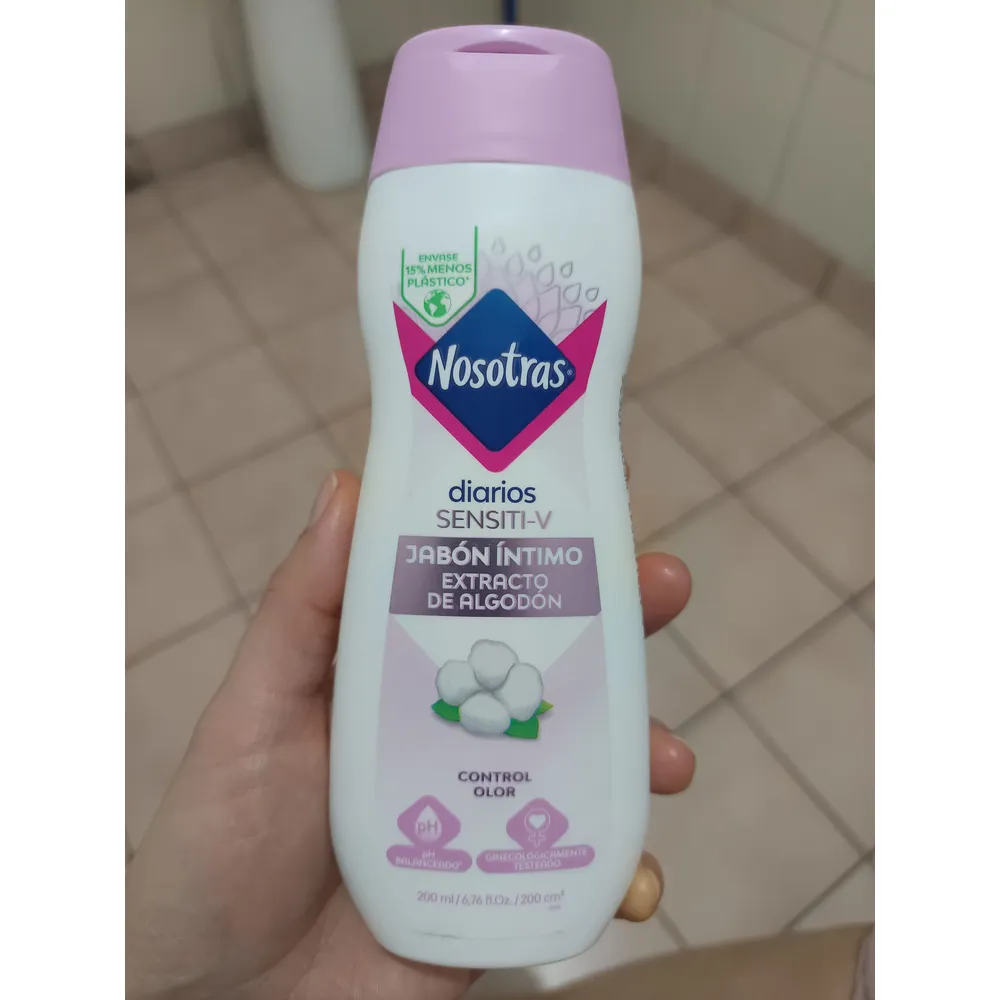 ENVASE
15% MENOS
PLÁSTICO*
Nosotras®
diarios
SENSITI-V
JABÓN ÍNTIMO
EXTRACTO
DE ALGODÓN
CONTROL
OLOR
pH
pH
BALANCEADO*
GINECOLÓGICAMENTE
TESTEADO
200 ml / 6,76 fl.Oz. / 200 cm³